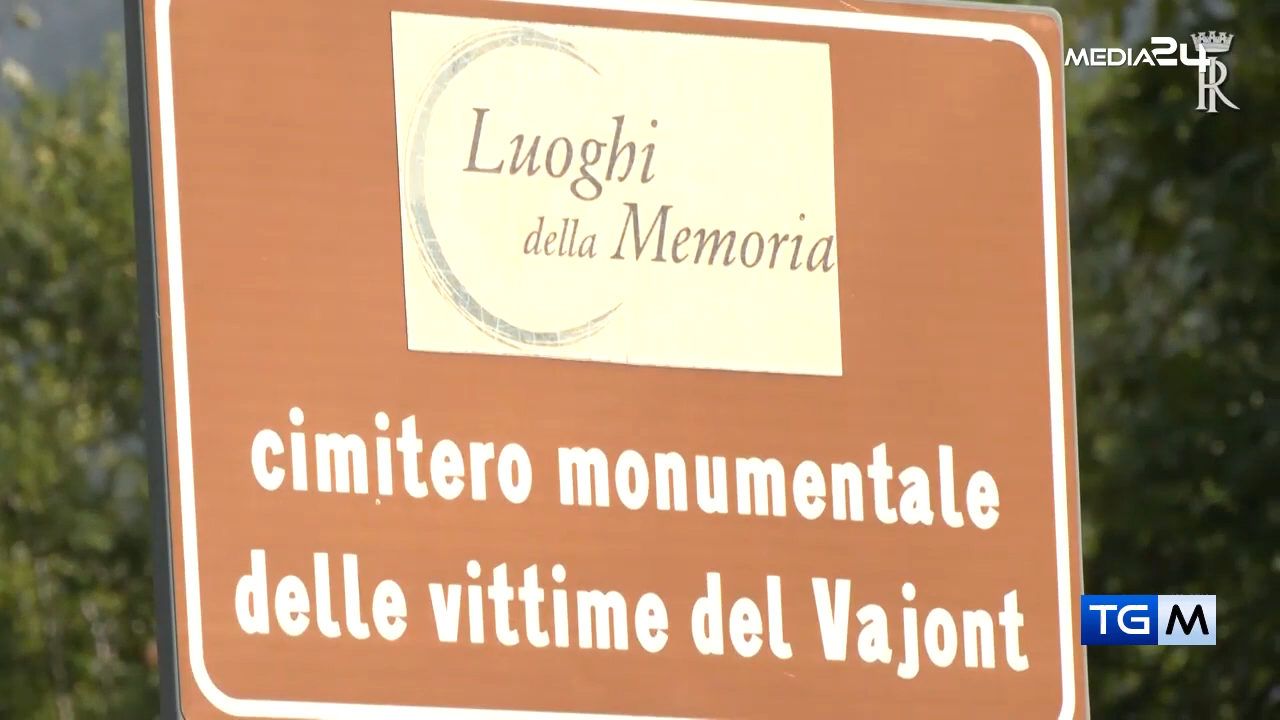 MEDIA24
Luoghi
della Memoria
cimitero monumentale
delle vittime del Vajont
TGM